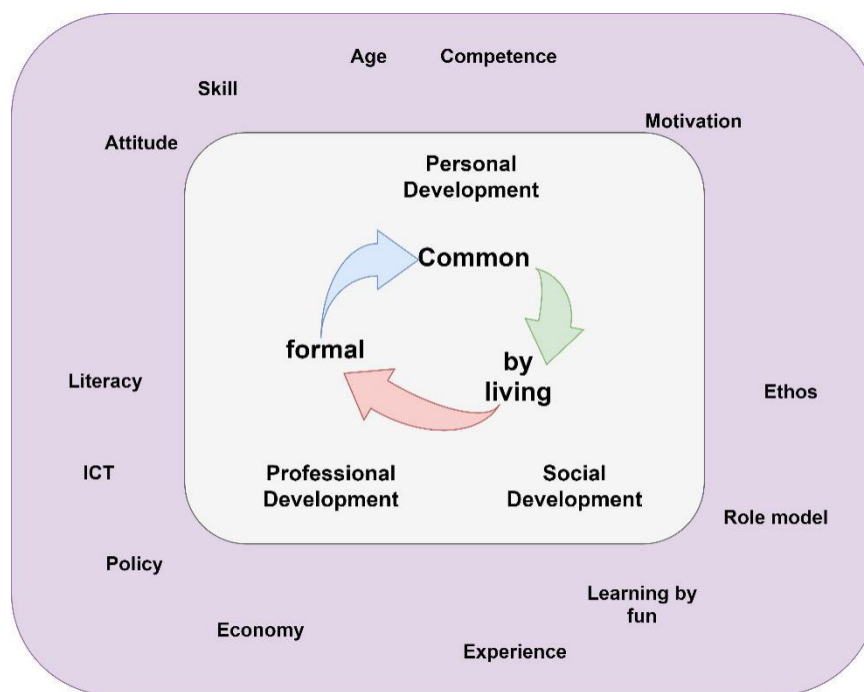 Age
Competence
Skill
Motivation
Attitude
Personal
Development
Common
formal
by
living
Literacy
Ethos
ICT
Professional
Development
Social
Development
Role model
Policy
Learning by
fun
Economy
Experience